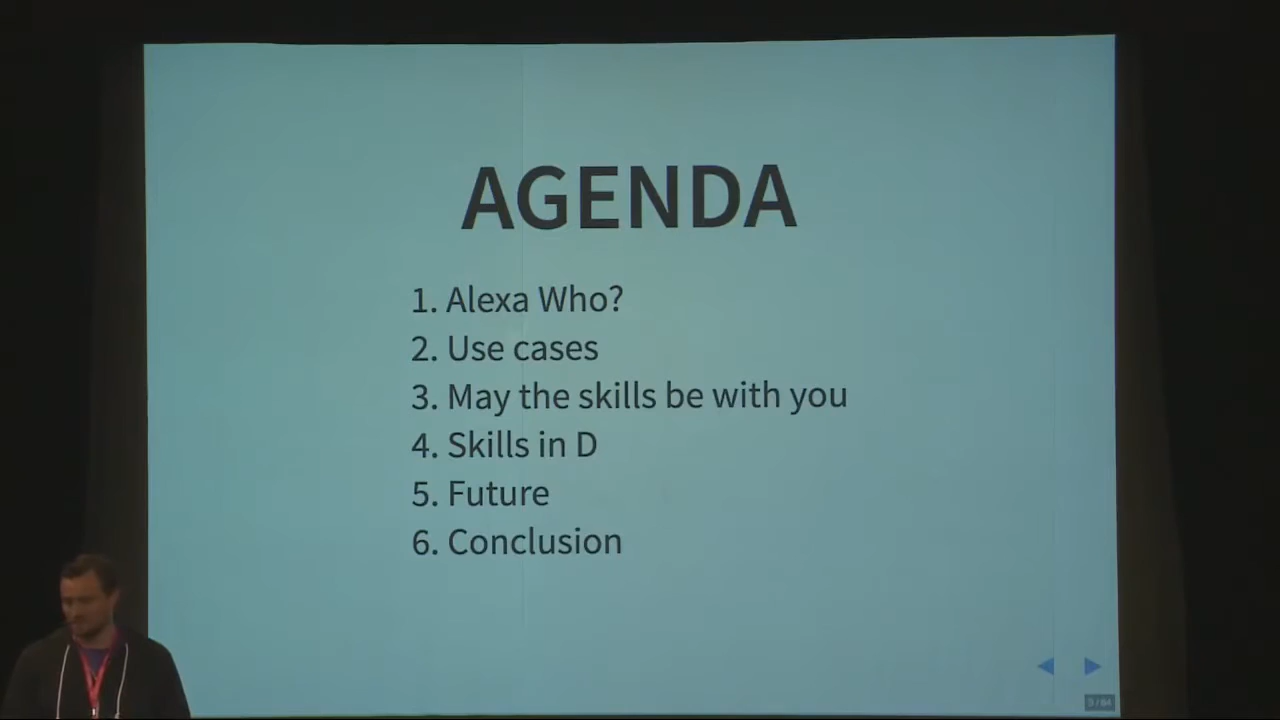 AGENDA
1. Alexa Who?
2. Use cases
3. May the skills be with you
4. Skills in D
5. Future
6. Conclusion